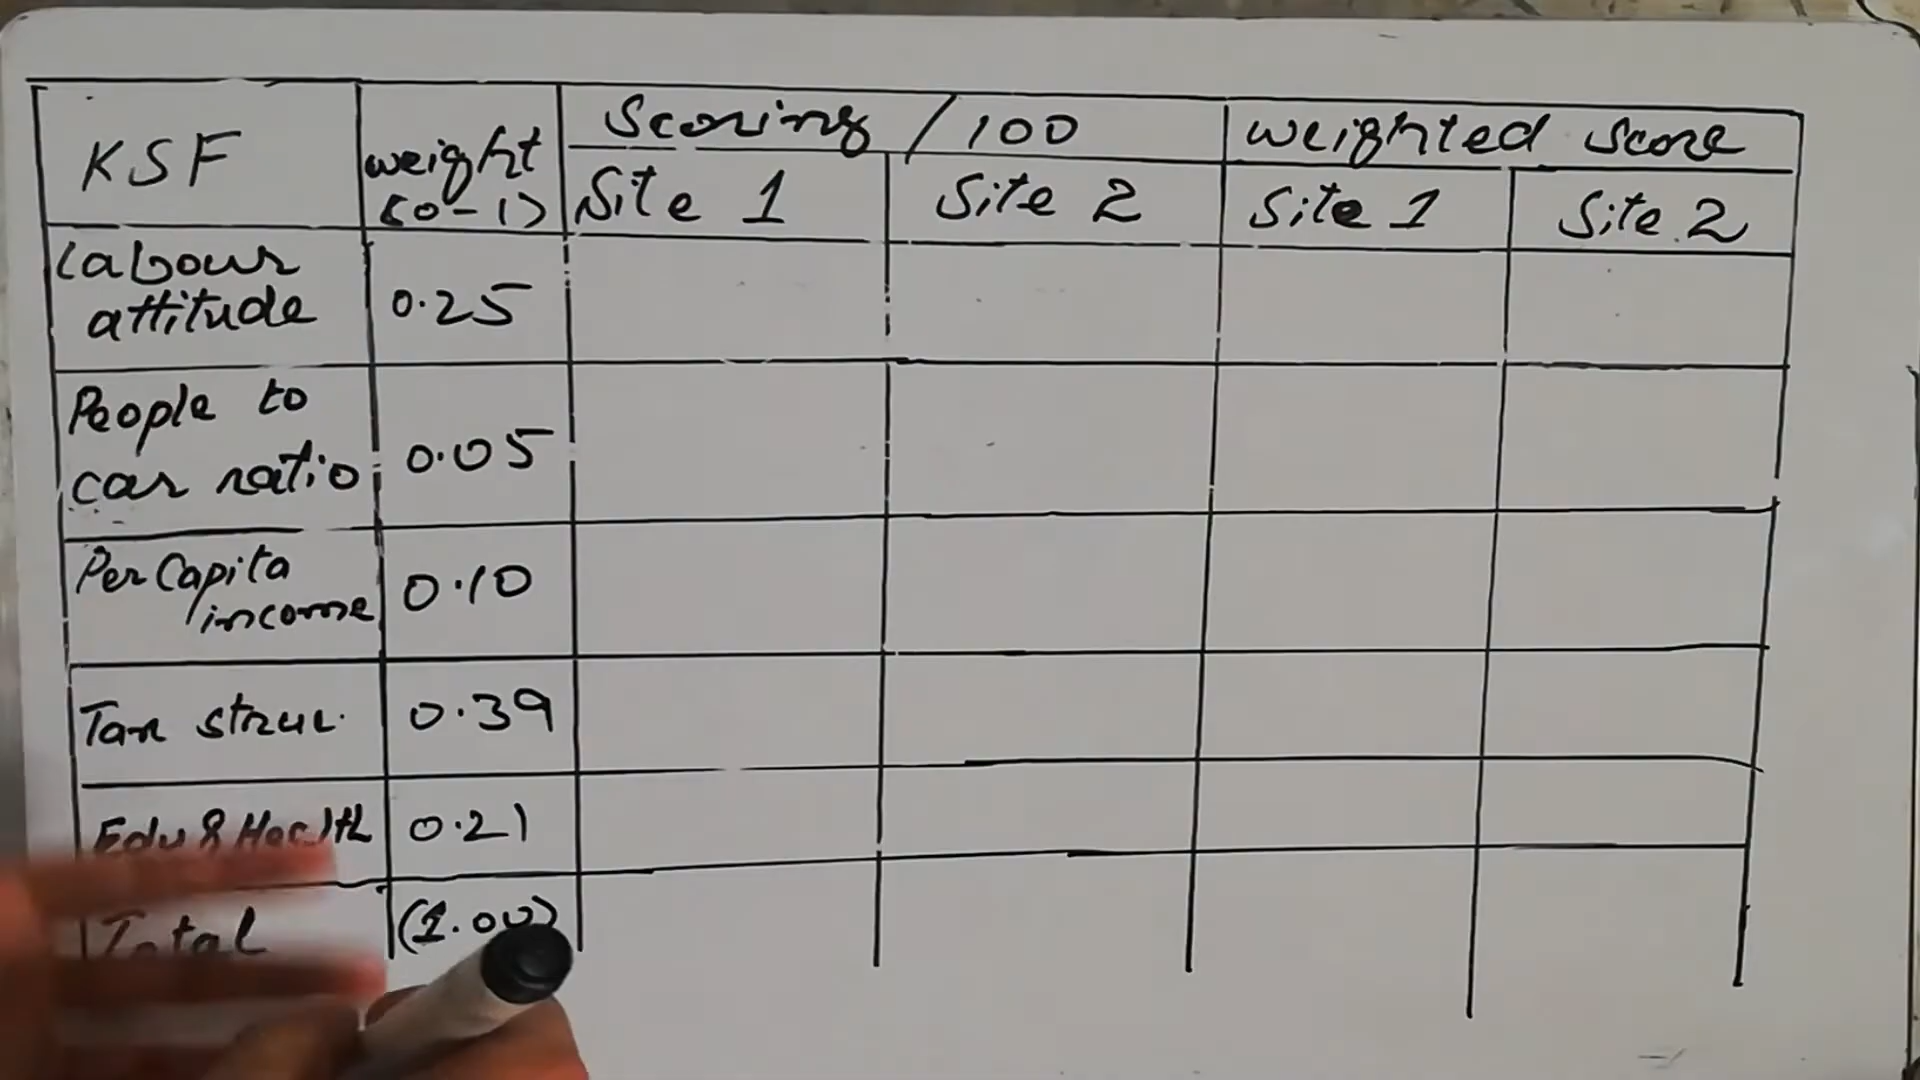 KSF weight (0-1) Scoring / 100 weighted score
Site 1 Site 2 Site 1 Site 2
Labour attitude 0.25
People to car ratio 0.05
Per Capita income 0.10
Tax struc. 0.39
Edu & Health 0.21
Total (1.00)